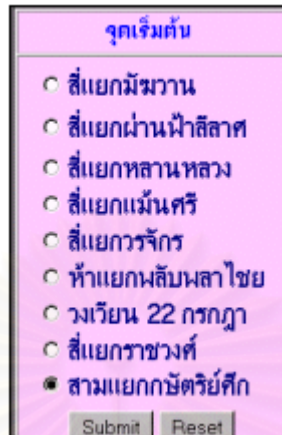 จุดเริ่มต้น
สี่แยกมัฆวาน
สี่แยกผ่านฟ้าลีลาศ
สี่แยกหลานหลวง
สี่แยกแม้นศรี
สี่แยกวรจักร
ห้าแยกพลับพลาไชย
วงเวียน 22 กรกฎา
สี่แยกราชวงศ์
สามแยกกษัตริย์ศึก
Submit Reset